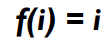 f(i) = i